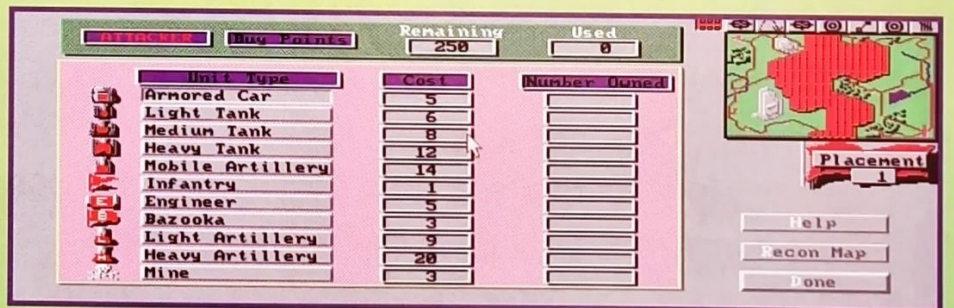 ATTACKER Buy Points Remaining Used
250 0
Unit Type Cost Number Owned
Armored Car 5
Light Tank 6
Medium Tank 8
Heavy Tank 12
Mobile Artillery 14
Infantry 1
E Engineer 5
B Bazooka 3
Light Artillery 9
Heavy Artillery 20
Mine 3
Placement
1
Help
Recon Map
Done